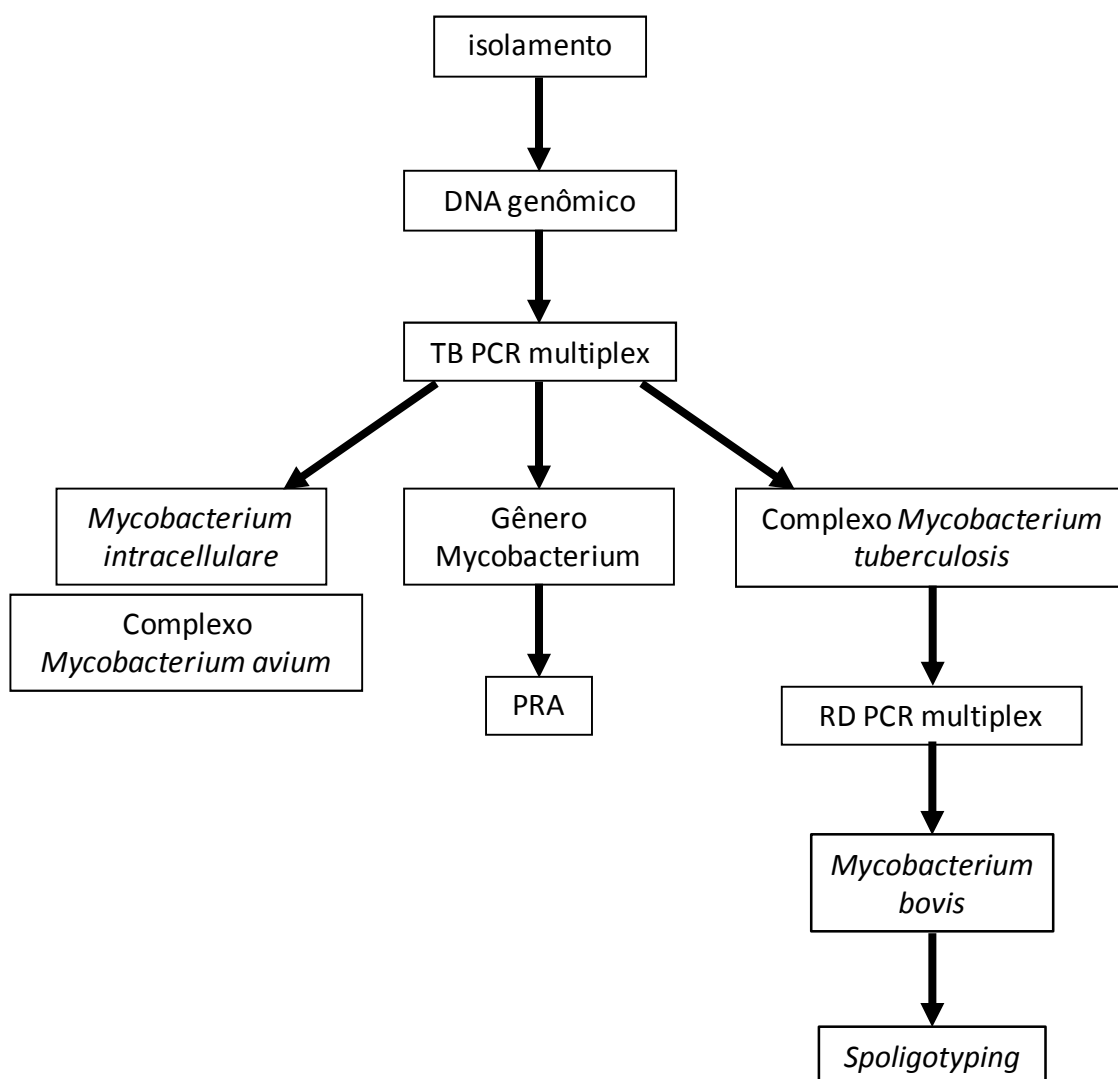 isolamento
DNA genômico
TB PCR multiplex
Mycobacterium
intracellulare
Complexo
Mycobacterium avium
Gênero
Mycobacterium
PRA
Complexo Mycobacterium
tuberculosis
RD PCR multiplex
Mycobacterium
bovis
Spoligotyping